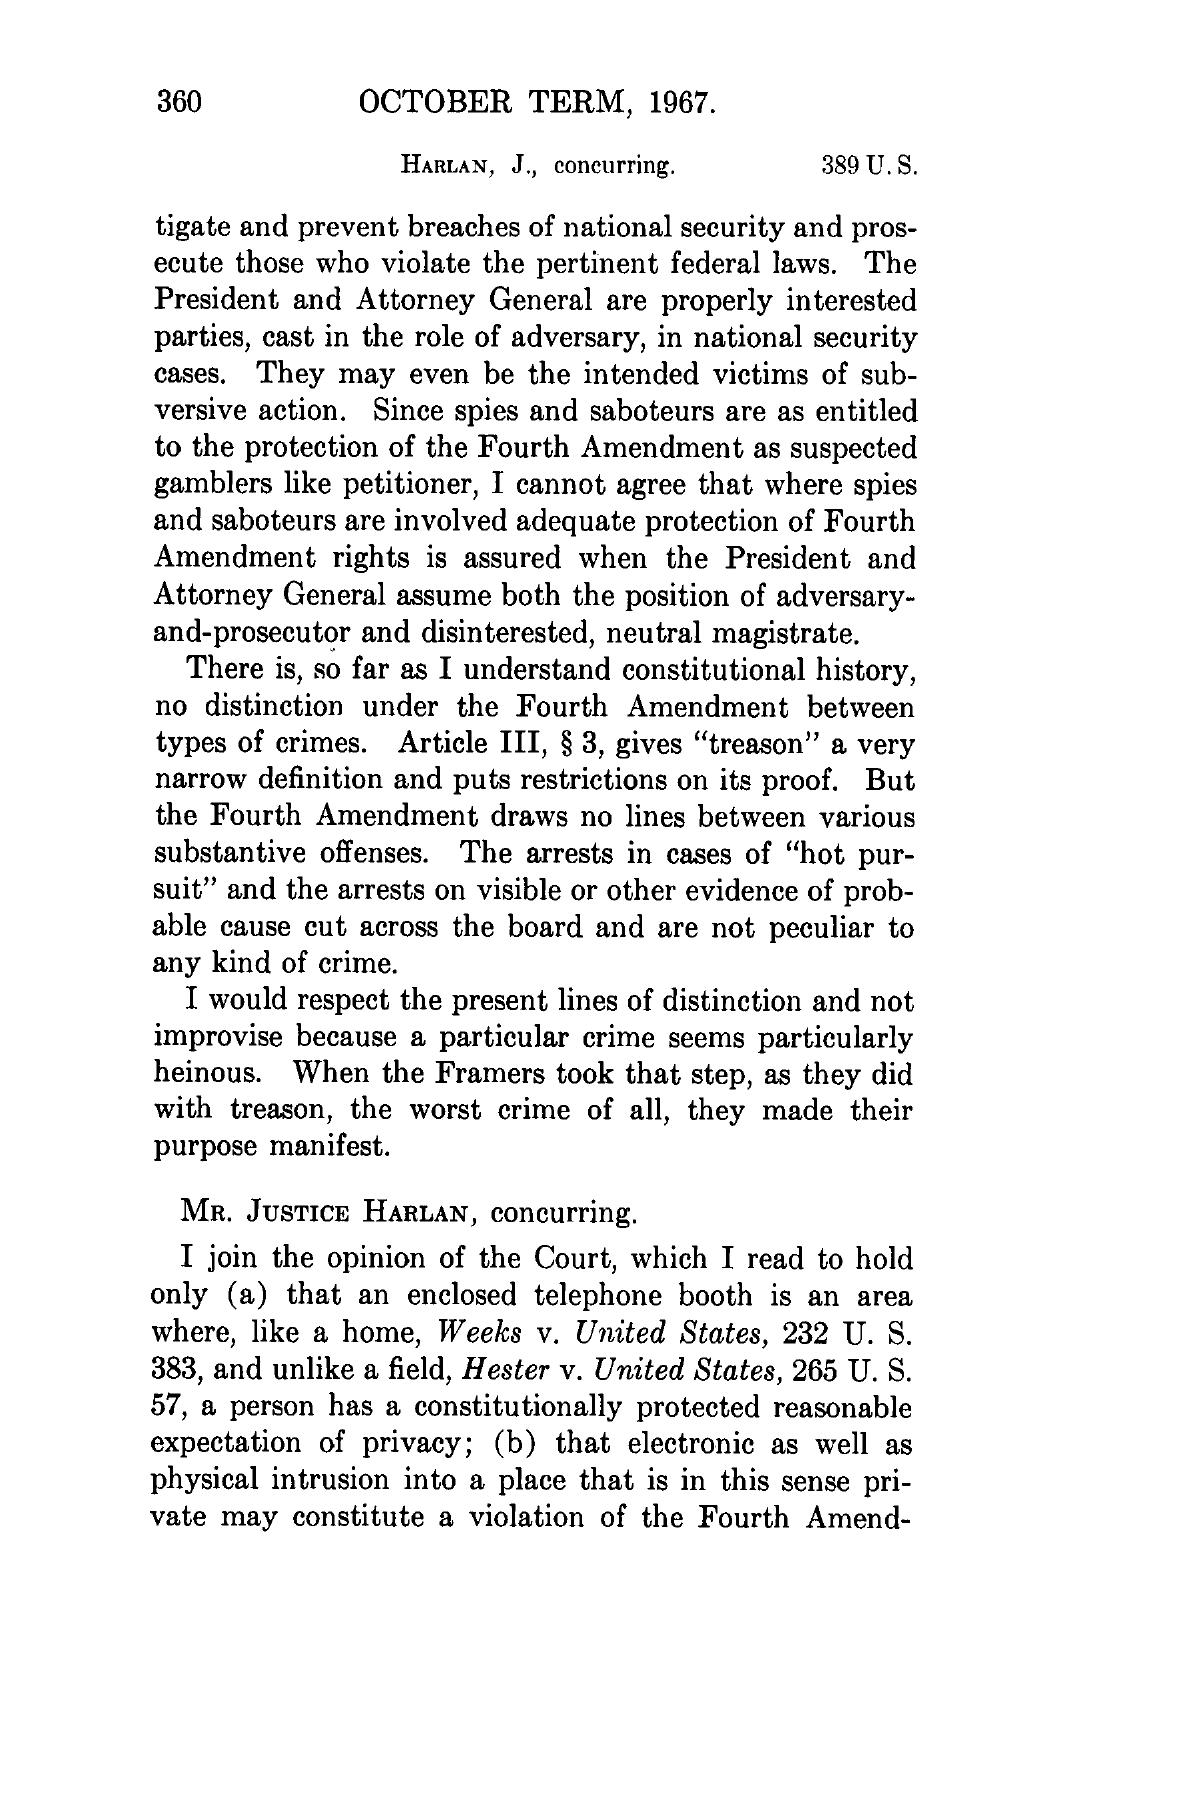 360 OCTOBER TERM, 1967.
HARLAN, J., concurring. 389 U. S.
tigate and prevent breaches of national security and pros-
ecute those who violate the pertinent federal laws. The
President and Attorney General are properly interested
parties, cast in the role of adversary, in national security
cases. They may even be the intended victims of sub-
versive action. Since spies and saboteurs are as entitled
to the protection of the Fourth Amendment as suspected
gamblers like petitioner, I cannot agree that where spies
and saboteurs are involved adequate protection of Fourth
Amendment rights is assured when the President and
Attorney General assume both the position of adversary-
and-prosecutor and disinterested, neutral magistrate.
There is, so far as I understand constitutional history,
no distinction under the Fourth Amendment between
types of crimes. Article III, § 3, gives "treason" a very
narrow definition and puts restrictions on its proof. But
the Fourth Amendment draws no lines between various
substantive offenses. The arrests in cases of "hot pur-
suit" and the arrests on visible or other evidence of prob-
able cause cut across the board and are not peculiar to
any kind of crime.
I would respect the present lines of distinction and not
improvise because a particular crime seems particularly
heinous. When the Framers took that step, as they did
with treason, the worst crime of all, they made their
purpose manifest.
MR. JUSTICE HARLAN, concurring.
I join the opinion of the Court, which I read to hold
only (a) that an enclosed telephone booth is an area
where, like a home, Weeks v. United States, 232 U. S.
383, and unlike a field, Hester v. United States, 265 U. S.
57, a person has a constitutionally protected reasonable
expectation of privacy; (b) that electronic as well as
physical intrusion into a place that is in this sense pri-
vate may constitute a violation of the Fourth Amend-